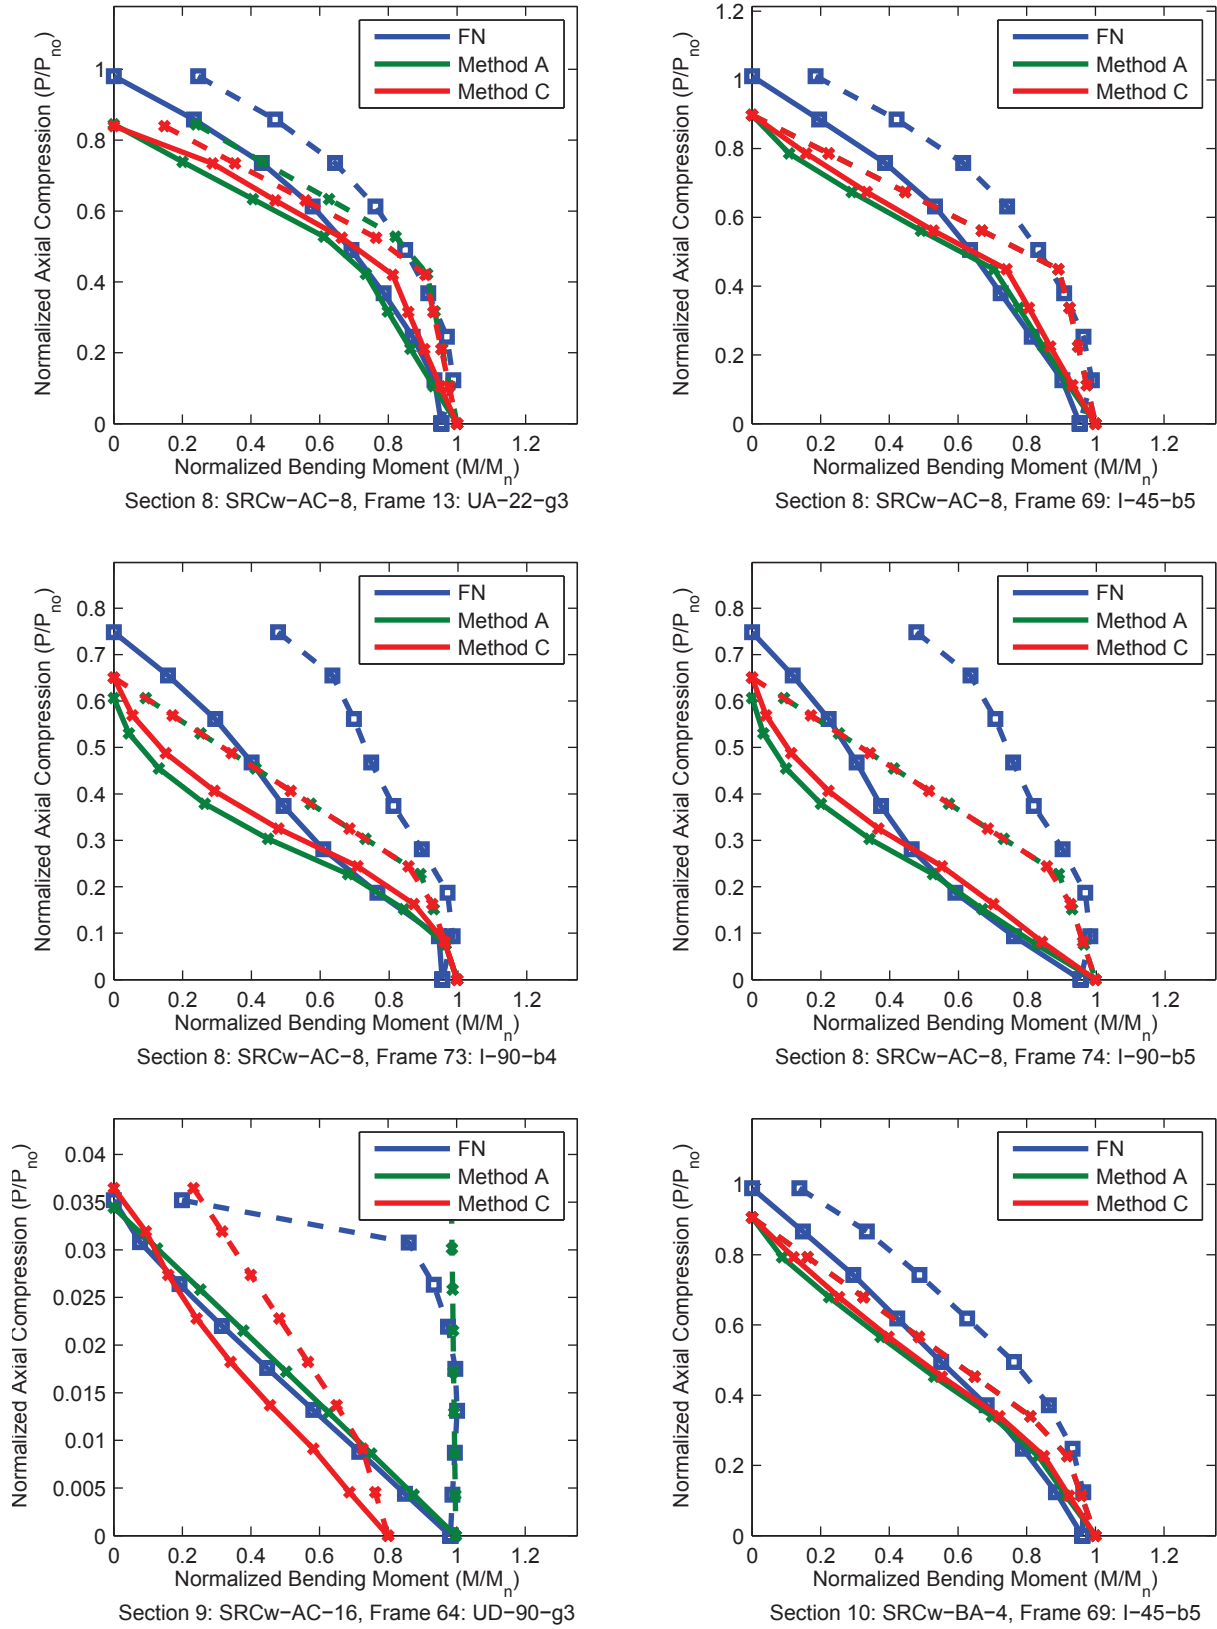 Normalized Axial Compression (P/Pno)
1
0.8
0.6
0.4
0.2
0
FN
Method A
Method C
0 0.2 0.4 0.6 0.8 1 1.2
Normalized Bending Moment (M/Mn)
Section 8: SRCw−AC−8, Frame 13: UA−22−g3
Normalized Axial Compression (P/Pno)
1.2
1
0.8
0.6
0.4
0.2
0
FN
Method A
Method C
0 0.2 0.4 0.6 0.8 1 1.2
Normalized Bending Moment (M/Mn)
Section 8: SRCw−AC−8, Frame 69: I−45−b5
Normalized Axial Compression (P/Pno)
0.8
0.7
0.6
0.5
0.4
0.3
0.2
0.1
0
FN
Method A
Method C
0 0.2 0.4 0.6 0.8 1 1.2
Normalized Bending Moment (M/Mn)
Section 8: SRCw−AC−8, Frame 73: I−90−b4
Normalized Axial Compression (P/Pno)
0.8
0.7
0.6
0.5
0.4
0.3
0.2
0.1
0
FN
Method A
Method C
0 0.2 0.4 0.6 0.8 1 1.2
Normalized Bending Moment (M/Mn)
Section 8: SRCw−AC−8, Frame 74: I−90−b5
Normalized Axial Compression (P/Pno)
0.04
0.035
0.03
0.025
0.02
0.015
0.01
0.005
0
FN
Method A
Method C
0 0.2 0.4 0.6 0.8 1 1.2
Normalized Bending Moment (M/Mn)
Section 9: SRCw−AC−16, Frame 64: UD−90−g3
Normalized Axial Compression (P/Pno)
1
0.8
0.6
0.4
0.2
0
FN
Method A
Method C
0 0.2 0.4 0.6 0.8 1 1.2
Normalized Bending Moment (M/Mn)
Section 10: SRCw−BA−4, Frame 69: I−45−b5